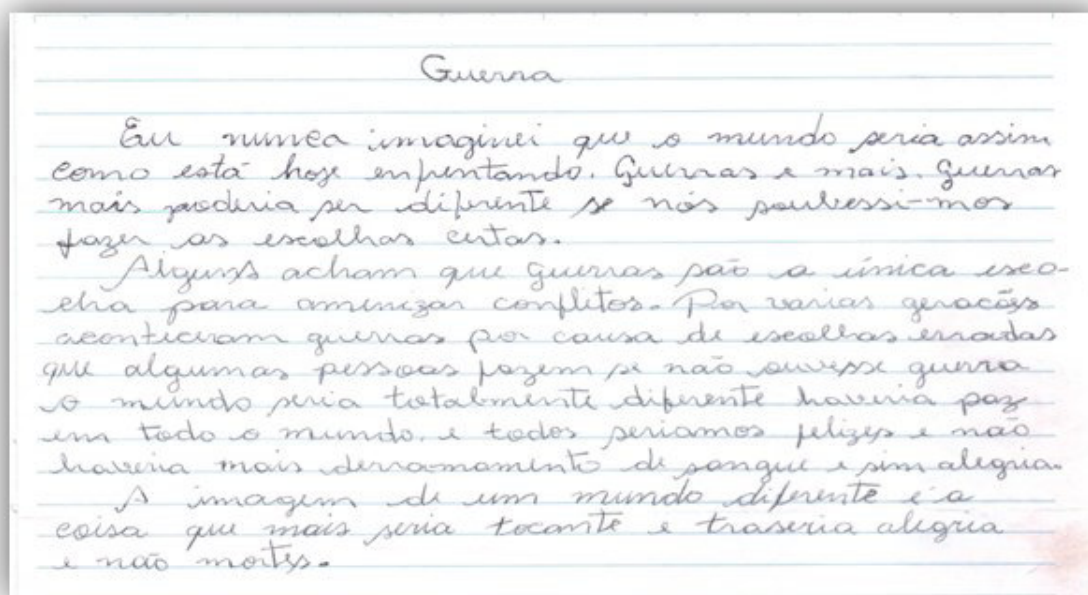 Guerra
Eu nunca imaginei que o mundo seria assim
como está hoje enfrentando. Guerras e mais. Guerras
mais poderia ser diferente se nós soubessi-mos
fazer as escolhas certas.
Alguns acham que guerras são a única esco-
lha para amenizar conflitos. Por varias geracões
aconteceram guerras por causa de escolhas erradas
que algumas pessoas fazem se não ouvesse guerra
o mundo seria totalmente diferente haveria paz
em todo o mundo. e todos seriamos felizes e não
haveria mais derramamento de sangue e sim alegria.
A imagem de um mundo diferente é a
coisa que mais seria tocante e traseria alegria
e não mortes.